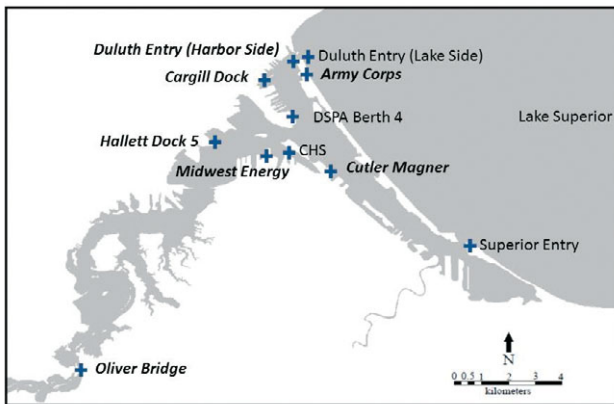 Duluth Entry (Harbor Side)
Duluth Entry (Lake Side)
Cargill Dock
Army Corps
DSPA Berth 4
Lake Superior
Hallett Dock 5
CHS
Midwest Energy
Cutler Magner
Superior Entry
Oliver Bridge
N
0 0.5 1 2 3 4
kilometers